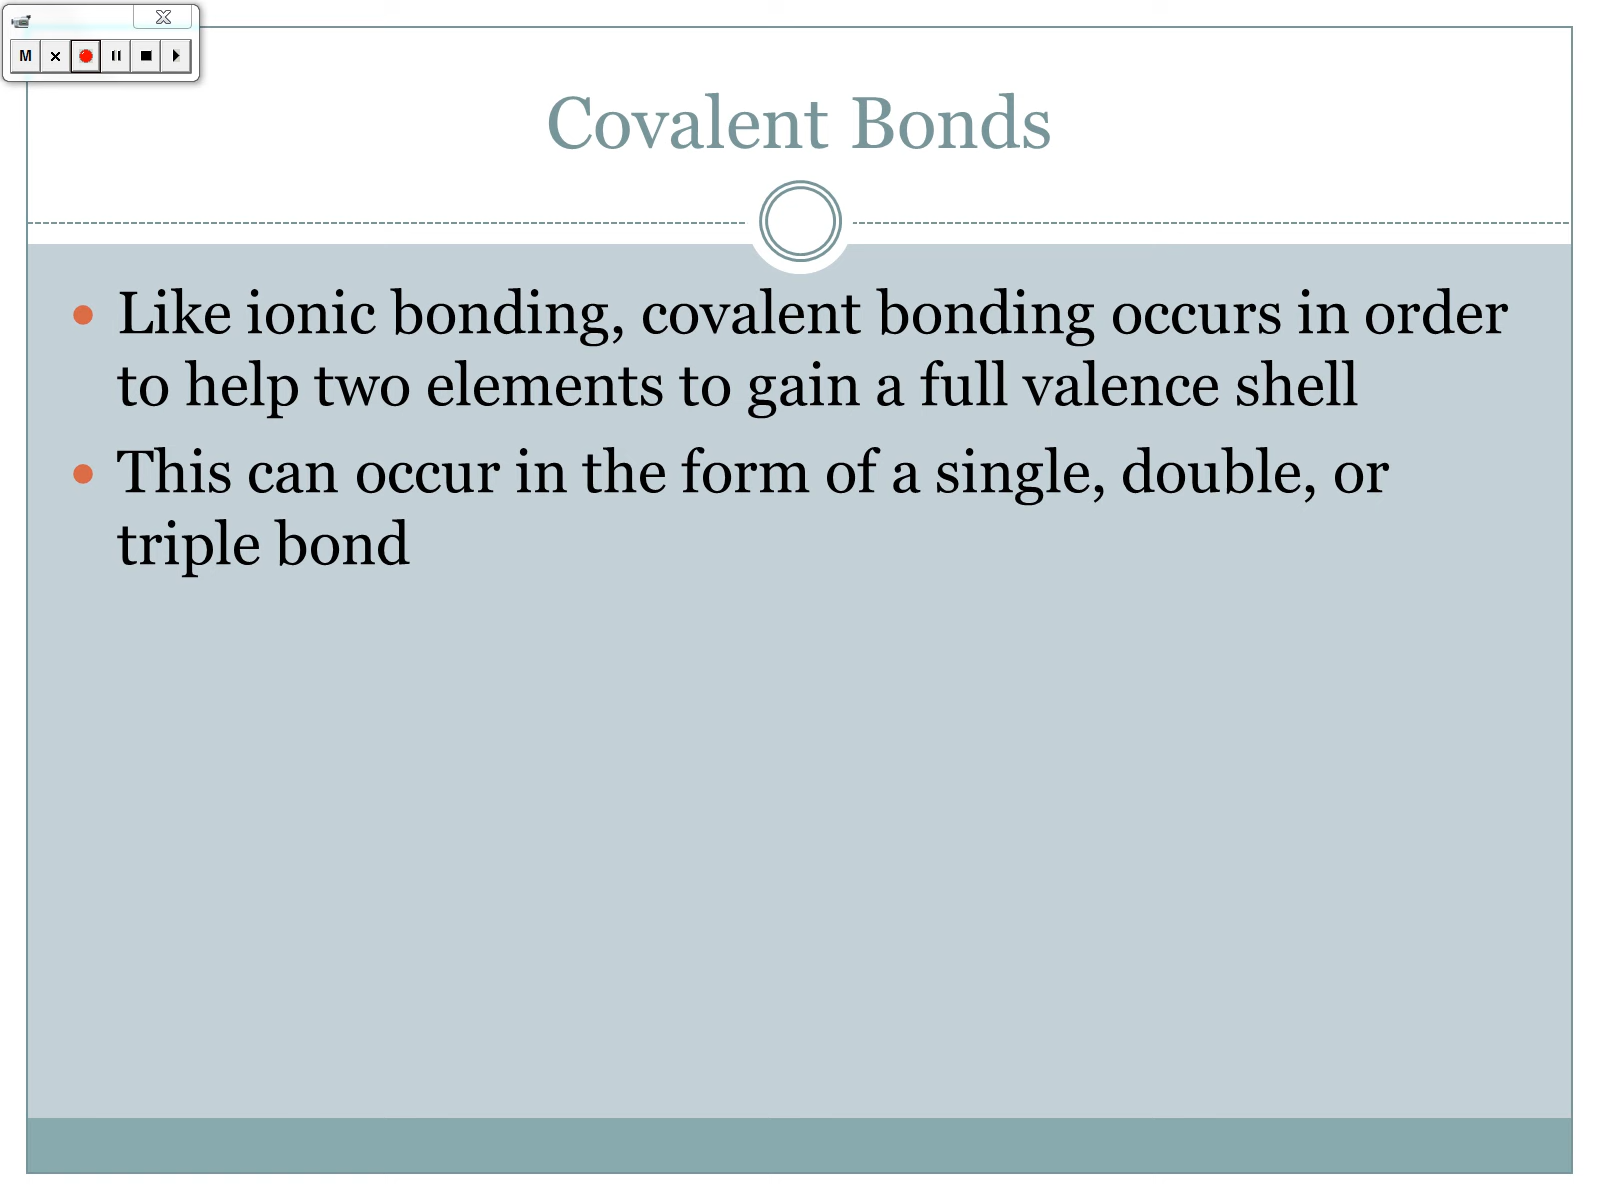 M
Covalent Bonds
Like ionic bonding, covalent bonding occurs in order
to help two elements to gain a full valence shell
This can occur in the form of a single, double, or
triple bond